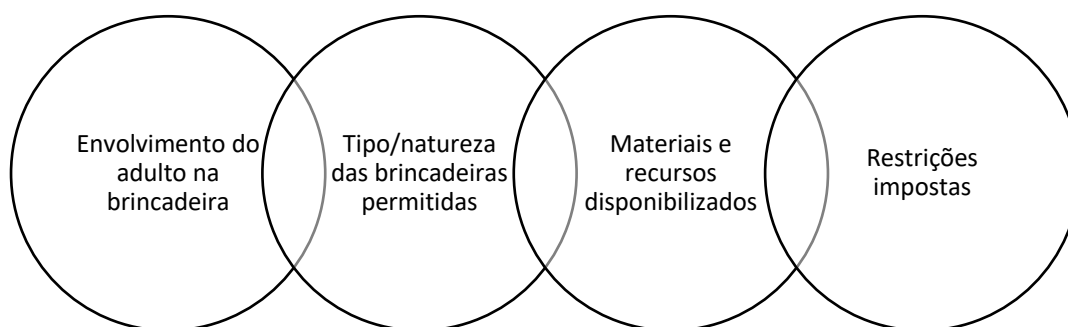 Envolvimento do
adulto na
brincadeira
Tipo/natureza
das brincadeiras
permitidas
Materiais e
recursos
disponibilizados
Restrições
impostas